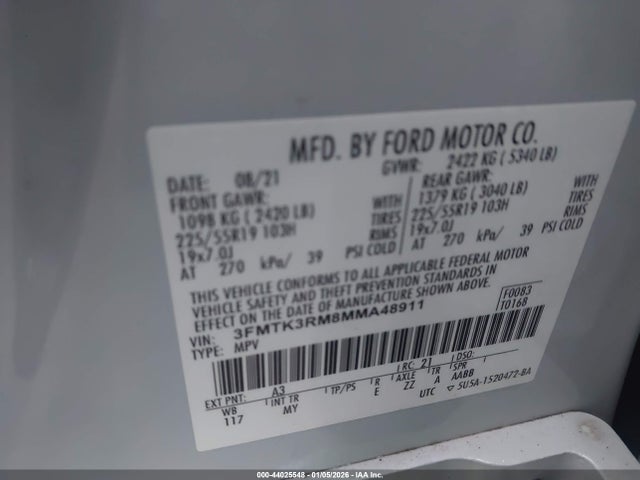 MFD. BY FORD MOTOR CO.
DATE: 08/21 GVWR: 2422 KG ( 5340 LB)
FRONT GAWR: REAR GAWR:
1098 KG ( 2420 LB) WITH 1379 KG ( 3040 LB) WITH
225/55R19 103H TIRES 225/55R19 103H TIRES
19x7.0J RIMS 19x7.0J RIMS
AT 270 kPa/ 39 PSI COLD AT 270 kPa/ 39 PSI COLD
THIS VEHICLE CONFORMS TO ALL APPLICABLE FEDERAL MOTOR
VEHICLE SAFETY AND THEFT PREVENTION STANDARDS IN
EFFECT ON THE DATE OF MANUFACTURE SHOWN ABOVE.
VIN: 3FMTK3RM8MMA48911 F0083
TYPE: MPV T0168
EXT PNT: A3 RC: 21 DSO:
WB INT TR TP/PS R AXLE TR SPR
117 MY E ZZ A AABB
UTC ▽ 5U5A-1520472-BA
000-44025548 | 01/05/2026 | © IAA, Inc.